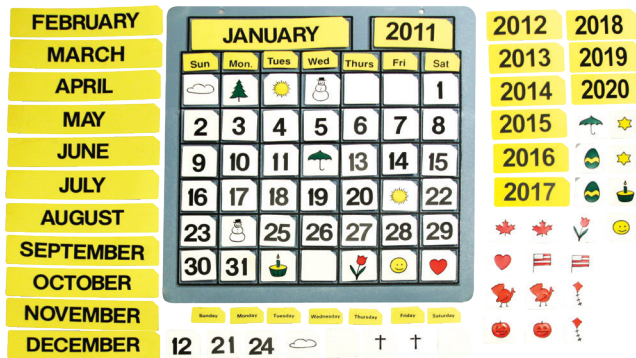 FEBRUARY
MARCH
APRIL
MAY
JUNE
JULY
AUGUST
SEPTEMBER
OCTOBER
NOVEMBER
DECEMBER
JANUARY 2011
Sun Mon. Tues Wed Thurs Fri Sat
1
2 3 4 5 6 7 8
9 10 11 13 14 15
16 17 18 19 20 22
23 25 26 27 28 29
30 31
Sunday Monday Tuesday Wednesday Thursday Friday Saturday
12 21 24
2012 2018
2013 2019
2014 2020
2015
2016
2017